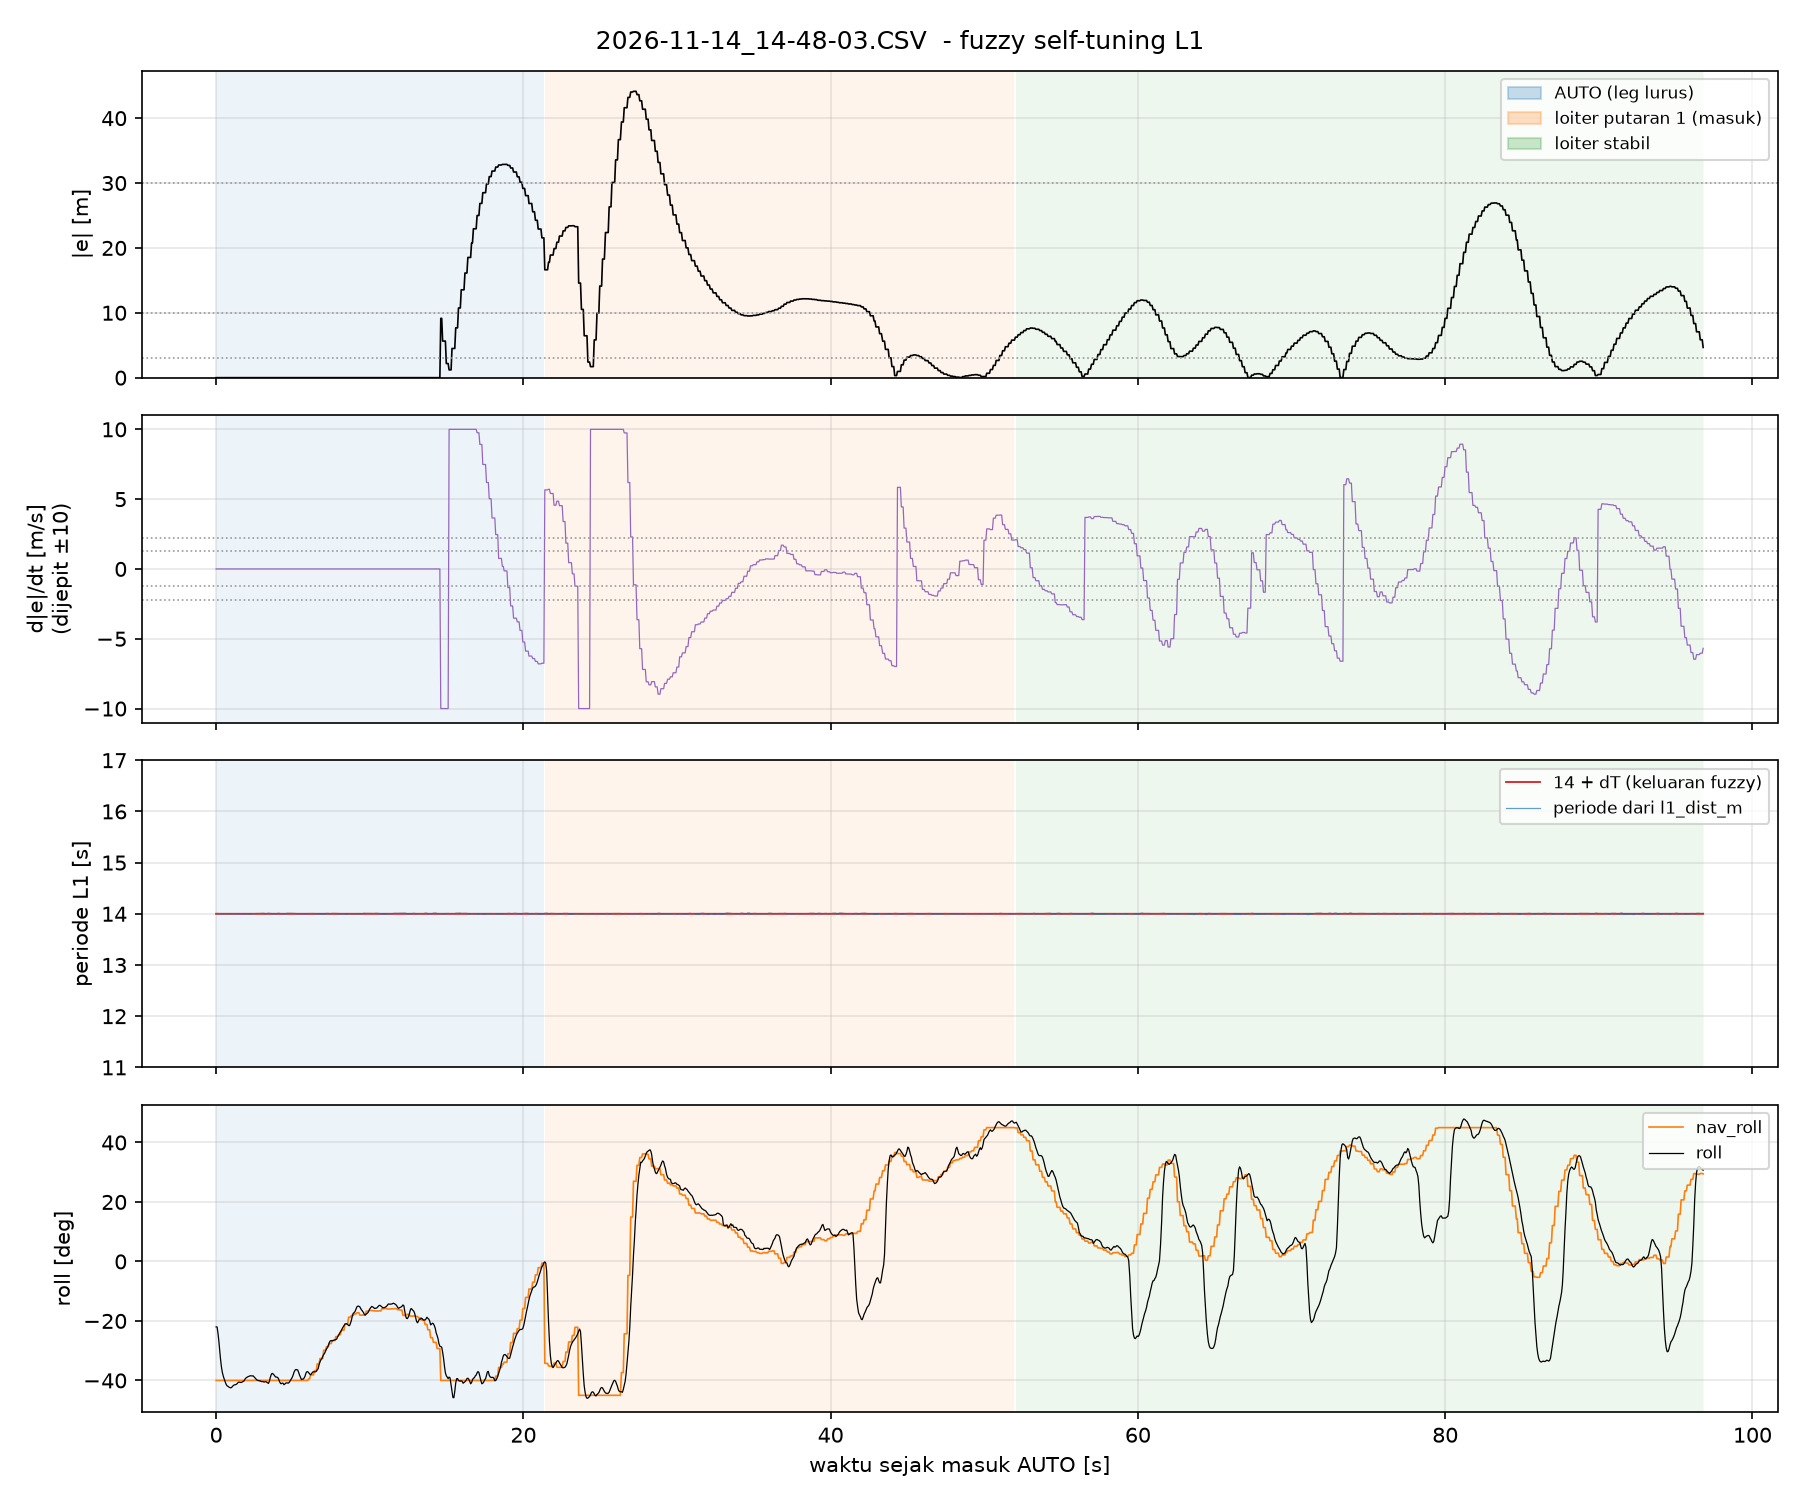 2026-11-14_14-48-03.CSV  - fuzzy self-tuning L1
|e| [m]
40
30
20
10
0
AUTO (leg lurus)
loiter putaran 1 (masuk)
loiter stabil
d|e|/dt [m/s]
(dijepit ±10)
10
5
0
−5
−10
periode L1 [s]
17
16
15
14
13
12
11
14 + dT (keluaran fuzzy)
periode dari l1_dist_m
roll [deg]
40
20
0
−20
−40
nav_roll
roll
0
20
40
60
80
100
waktu sejak masuk AUTO [s]